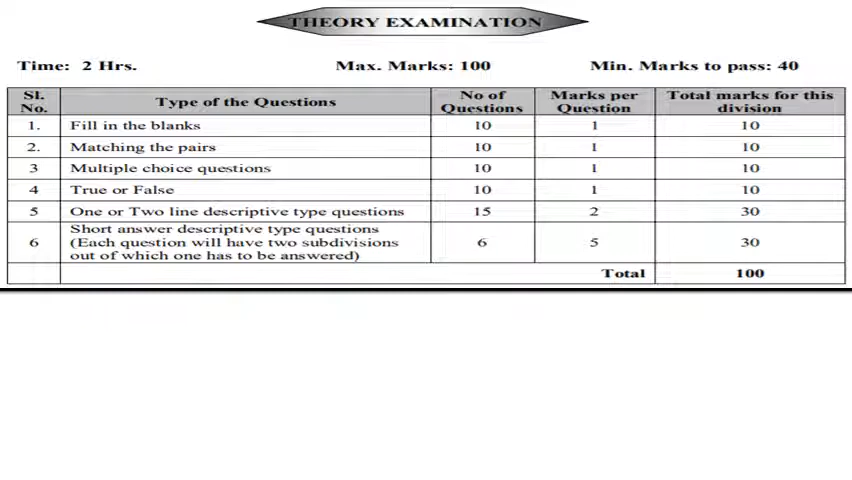 THEORY EXAMINATION
Time: 2 Hrs. Max. Marks: 100 Min. Marks to pass: 40
Sl. No. Type of the Questions No of Questions Marks per Question Total marks for this division
1. Fill in the blanks 10 1 10
2. Matching the pairs 10 1 10
3 Multiple choice questions 10 1 10
4 True or False 10 1 10
5 One or Two line descriptive type questions 15 2 30
Short answer descriptive type questions
6 (Each question will have two subdivisions 6 5 30
out of which one has to be answered)
Total 100